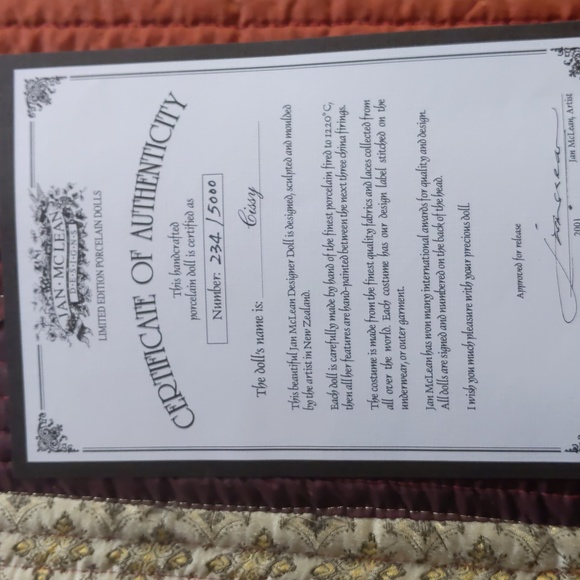 JAN McLEAN
DESIGNS
LIMITED EDITION PORCELAIN DOLLS
CERTIFICATE OF AUTHENTICITY
This handcrafted
porcelain doll is certified as
Number: 234 / 5000
The doll's name is: Cissy
This beautiful Jan McLean Designer Doll is designed, sculpted and moulded
by the artist in New Zealand.
Each doll is carefully made by hand of the finest porcelain fired to 1220°C,
then all her features are hand-painted between the next three china firings.
The costume is made from the finest quality fabrics and laces collected from
all over the world. Each costume has our design label stitched on the
underwear, or outer garment.
Jan McLean has won many international awards for quality and design.
All dolls are signed and numbered on the back of the head.
I wish you much pleasure with your precious doll.
Approved for release
2001 Jan McLean, Artist